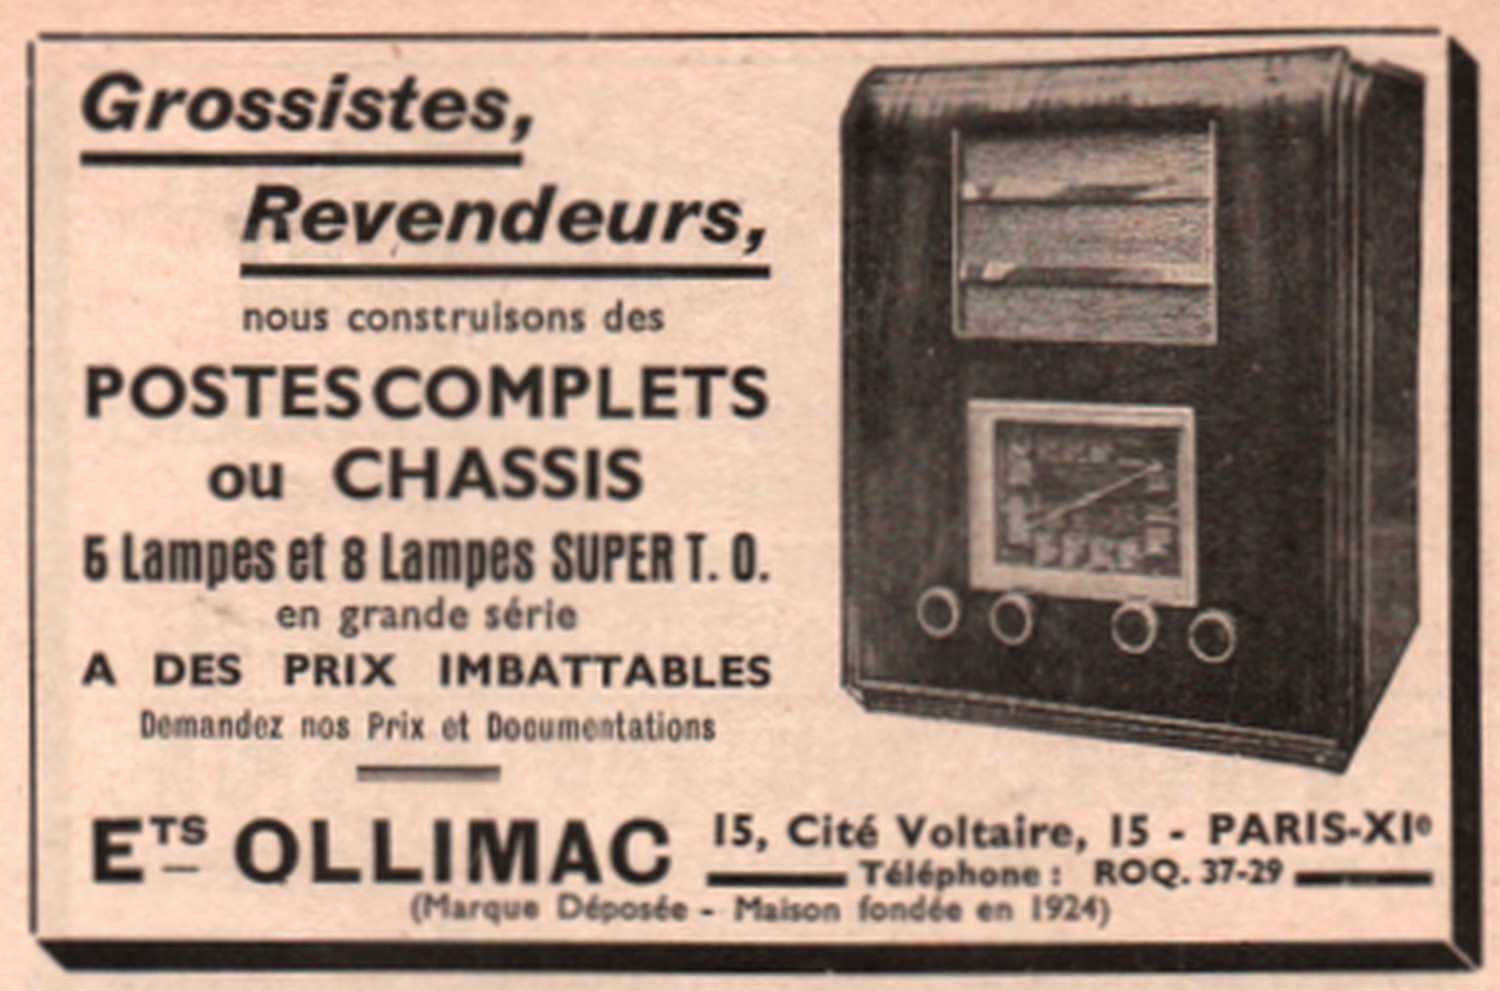 Grossistes,
Revendeurs,
nous construisons des
POSTES COMPLETS
ou CHASSIS
6 Lampes et 8 Lampes SUPER T. O.
en grande série
A DES PRIX IMBATTABLES
Demandez nos Prix et Documentations
ETS OLLIMAC
15, Cité Voltaire, 15 - PARIS-XIe
Téléphone : ROQ. 37-29
(Marque Déposée - Maison fondée en 1924)